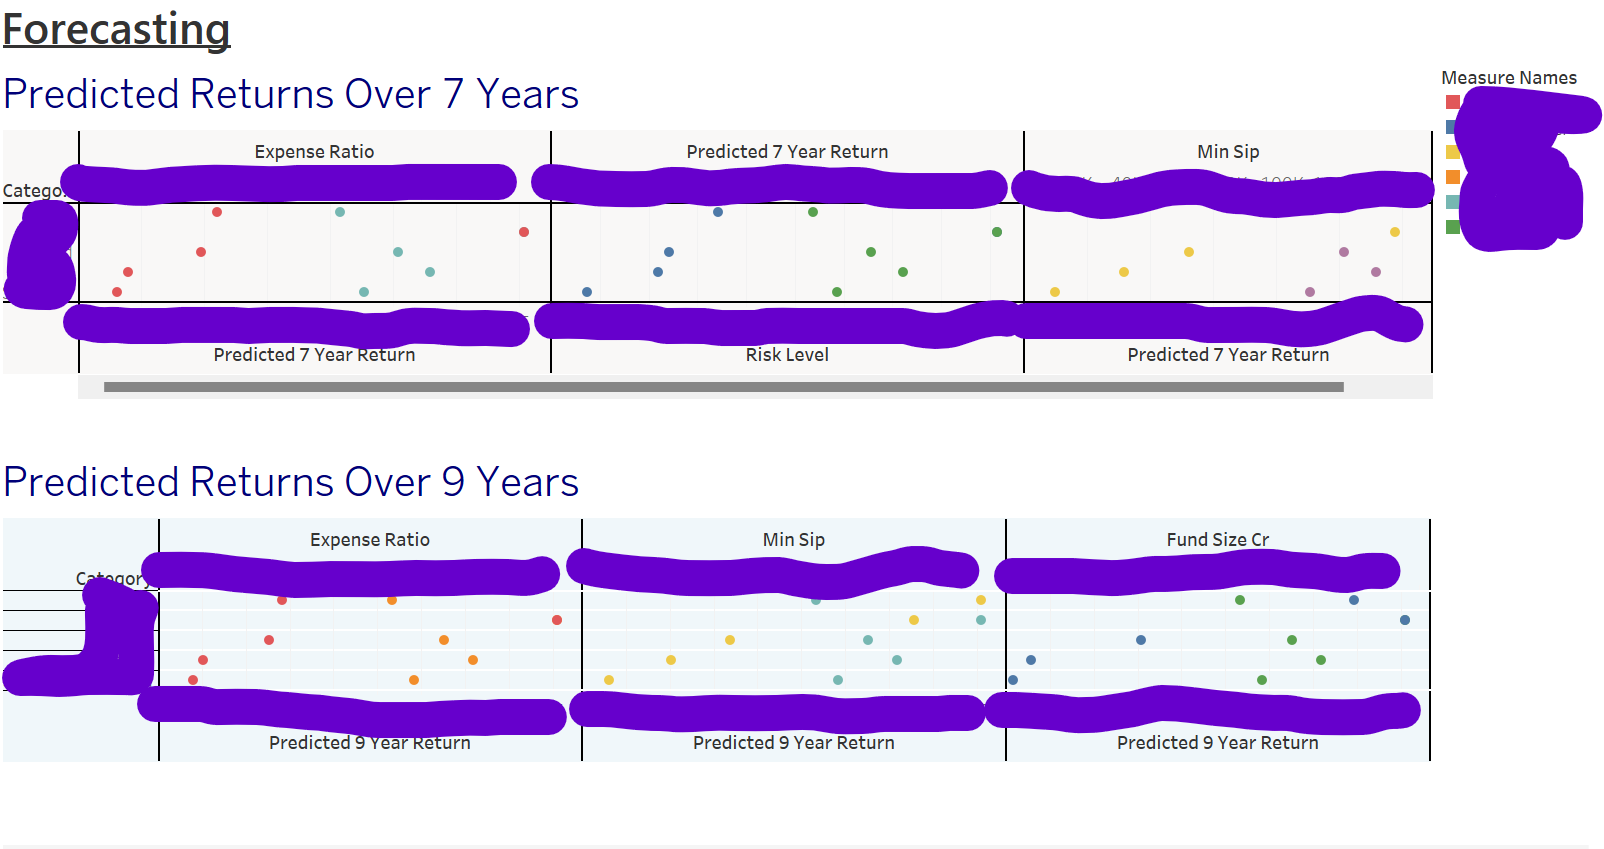 Forecasting
Predicted Returns Over 7 Years
Measure Names
Expense Ratio
Predicted 7 Year Return
Min Sip
Predicted 7 Year Return
Risk Level
Predicted 7 Year Return
Predicted Returns Over 9 Years
Expense Ratio
Min Sip
Fund Size Cr
Category
Predicted 9 Year Return
Predicted 9 Year Return
Predicted 9 Year Return